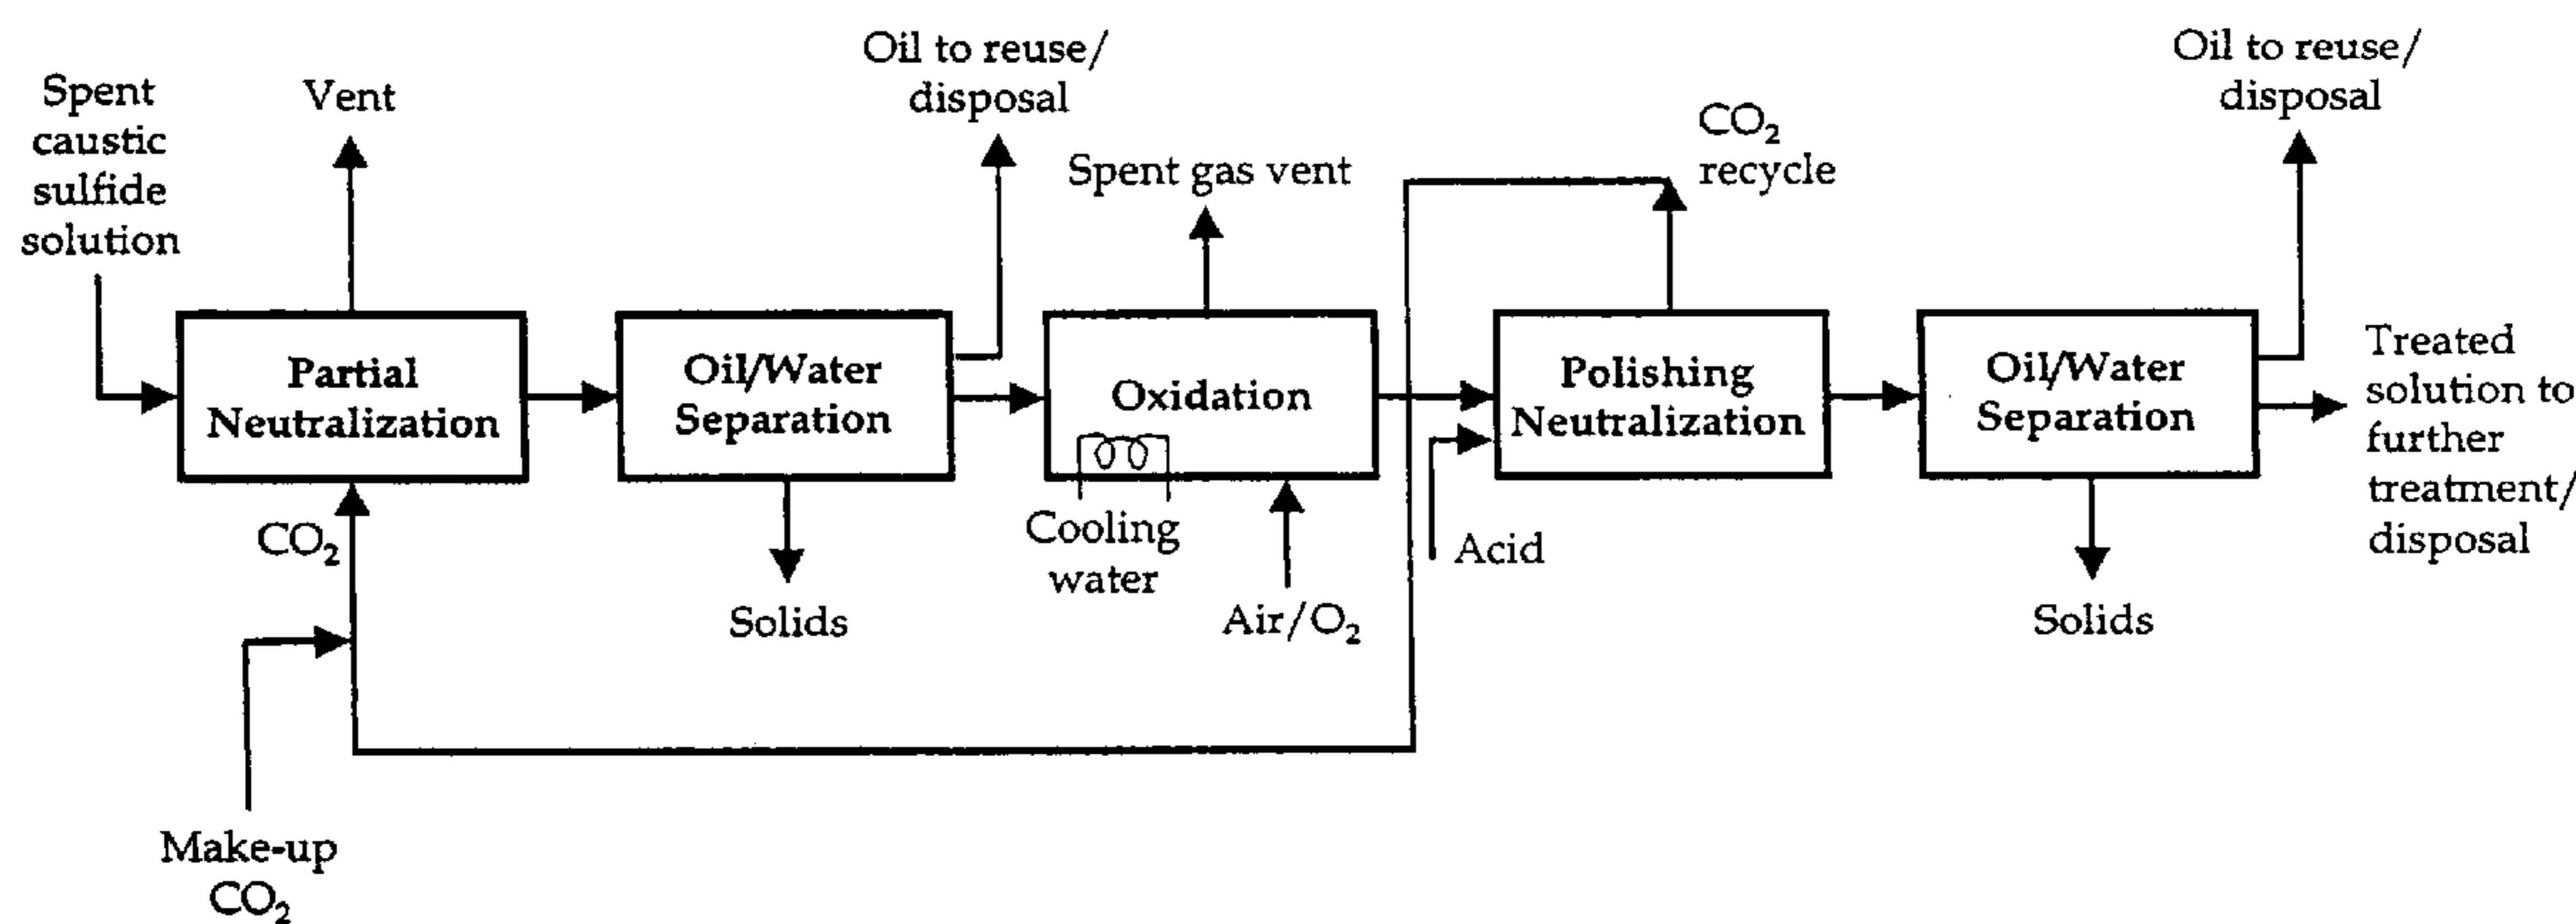 Spent
caustic
sulfide
solution
Vent
Oil to reuse/
disposal
Spent gas vent
CO₂
recycle
Oil to reuse/
disposal
Partial
Neutralization
Oil/Water
Separation
Oxidation
Polishing
Neutralization
Oil/Water
Separation
Treated
solution to
further
treatment/
disposal
CO₂
Solids
Cooling
water
Air/O₂
Acid
Solids
Make-up
CO₂